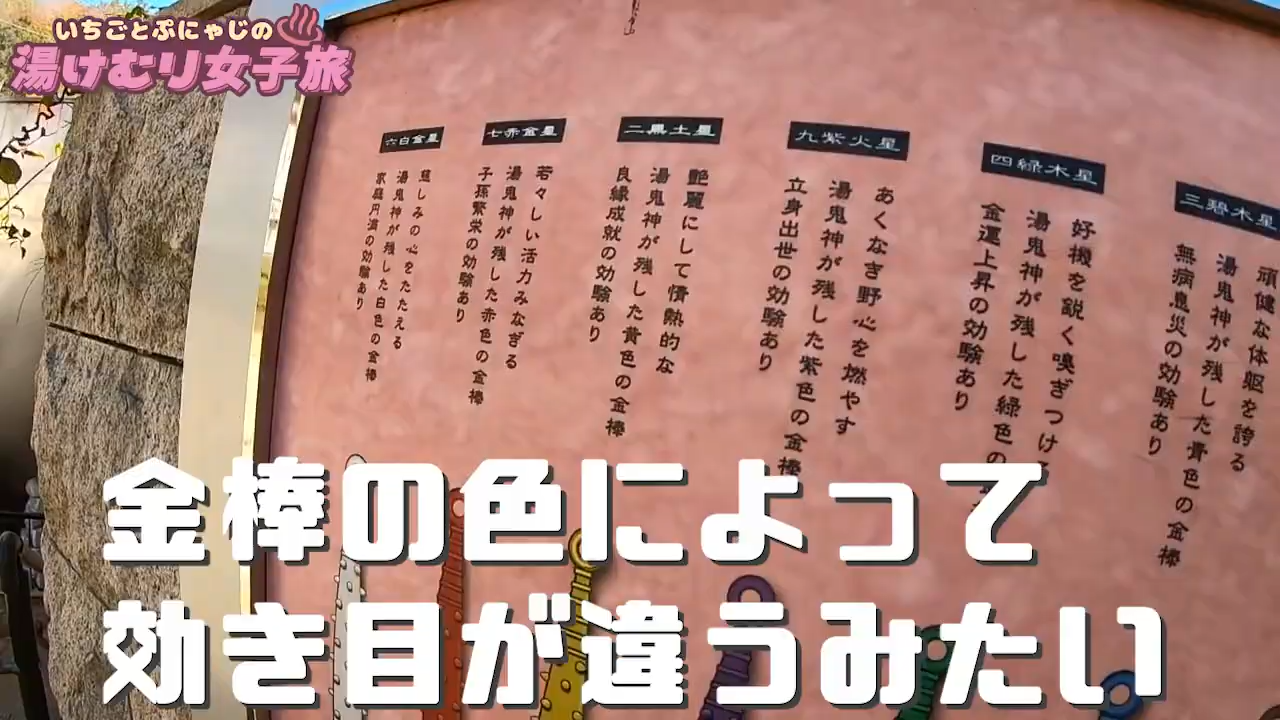 いちごとぷにゃじの
湯けむり女子旅
三碧木星
頑健な体躯を誇る
湯鬼神が残した青色の金棒
無病息災の効験あり
四緑木星
好機を鋭く嗅ぎつけ
湯鬼神が残した緑色の
金運上昇の効験あり
九紫火星
あくなき野心を燃やす
湯鬼神が残した紫色の金棒
立身出世の効験あり
二黒土星
艶麗にして情熱的な
湯鬼神が残した黄色の金棒
良縁成就の効験あり
七赤金星
若々しい活力みなぎる
湯鬼神が残した赤色の金棒
子孫繁栄の効験あり
六白金星
慈しみの心をたたえる
湯鬼神が残した白色の金棒
家庭円満の効験あり
金棒の色によって
効き目が違うみたい